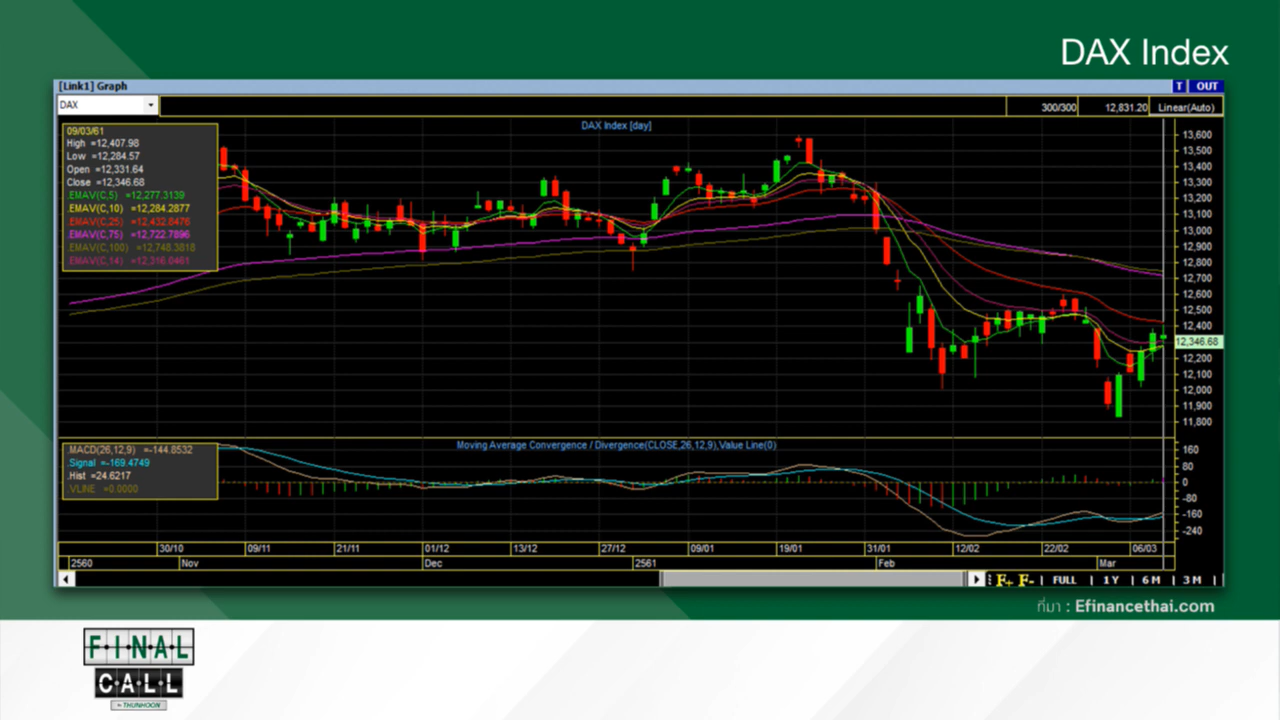 DAX Index
[Link1] Graph
T OUT
DAX
300/300 12,831.20 Linear(Auto)
DAX Index [day]
09/03/61
High =12,407.98
Low =12,284.57
Open =12,331.64
Close =12,346.68
.EMAV(C,5) =12,277.3139
.EMAV(C,10) =12,284.2877
.EMAV(C,25) =12,432.8476
.EMAV(C,75) =12,722.7896
.EMAV(C,100) =12,748.3818
.EMAV(C,14) =12,316.0461
13,600
13,500
13,400
13,300
13,200
13,100
13,000
12,900
12,800
12,700
12,600
12,500
12,400
12,346.68
12,200
12,100
12,000
11,900
11,800
Moving Average Convergence / Divergence(CLOSE,26,12,9),Value Line(0)
.MACD(26,12,9) =-144.8532
.Signal =-169.4749
.Hist =24.6217
.VLINE =+0.0000
160
80
0
-80
-160
-240
30/10 09/11 21/11 01/12 13/12 27/12 09/01 19/01 31/01 12/02 22/02 06/03
2560 Nov Dec 2561 Feb Mar
F+ F- | FULL | 1 Y | 6 M | 3 M |
ที่มา : Efinancethai.com
FINAL
CALL
by THUNHOON